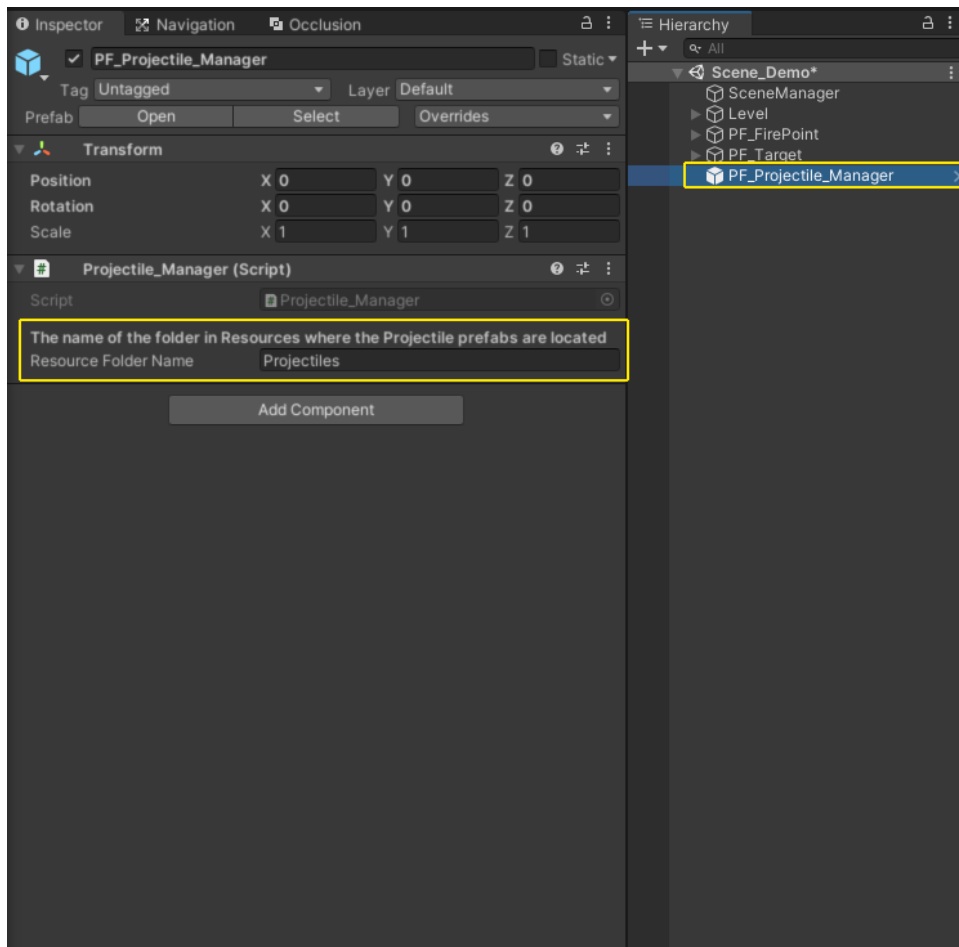 Inspector Navigation Occlusion
PF_Projectile_Manager Static
Tag Untagged Layer Default
Prefab Open Select Overrides
Transform
Position X 0 Y 0 Z 0
Rotation X 0 Y 0 Z 0
Scale X 1 Y 1 Z 1
# Projectile_Manager (Script)
Script # Projectile_Manager
The name of the folder in Resources where the Projectile prefabs are located
Resource Folder Name Projectiles
Add Component
Hierarchy
All
Scene_Demo*
SceneManager
Level
PF_FirePoint
PF_Target
PF_Projectile_Manager